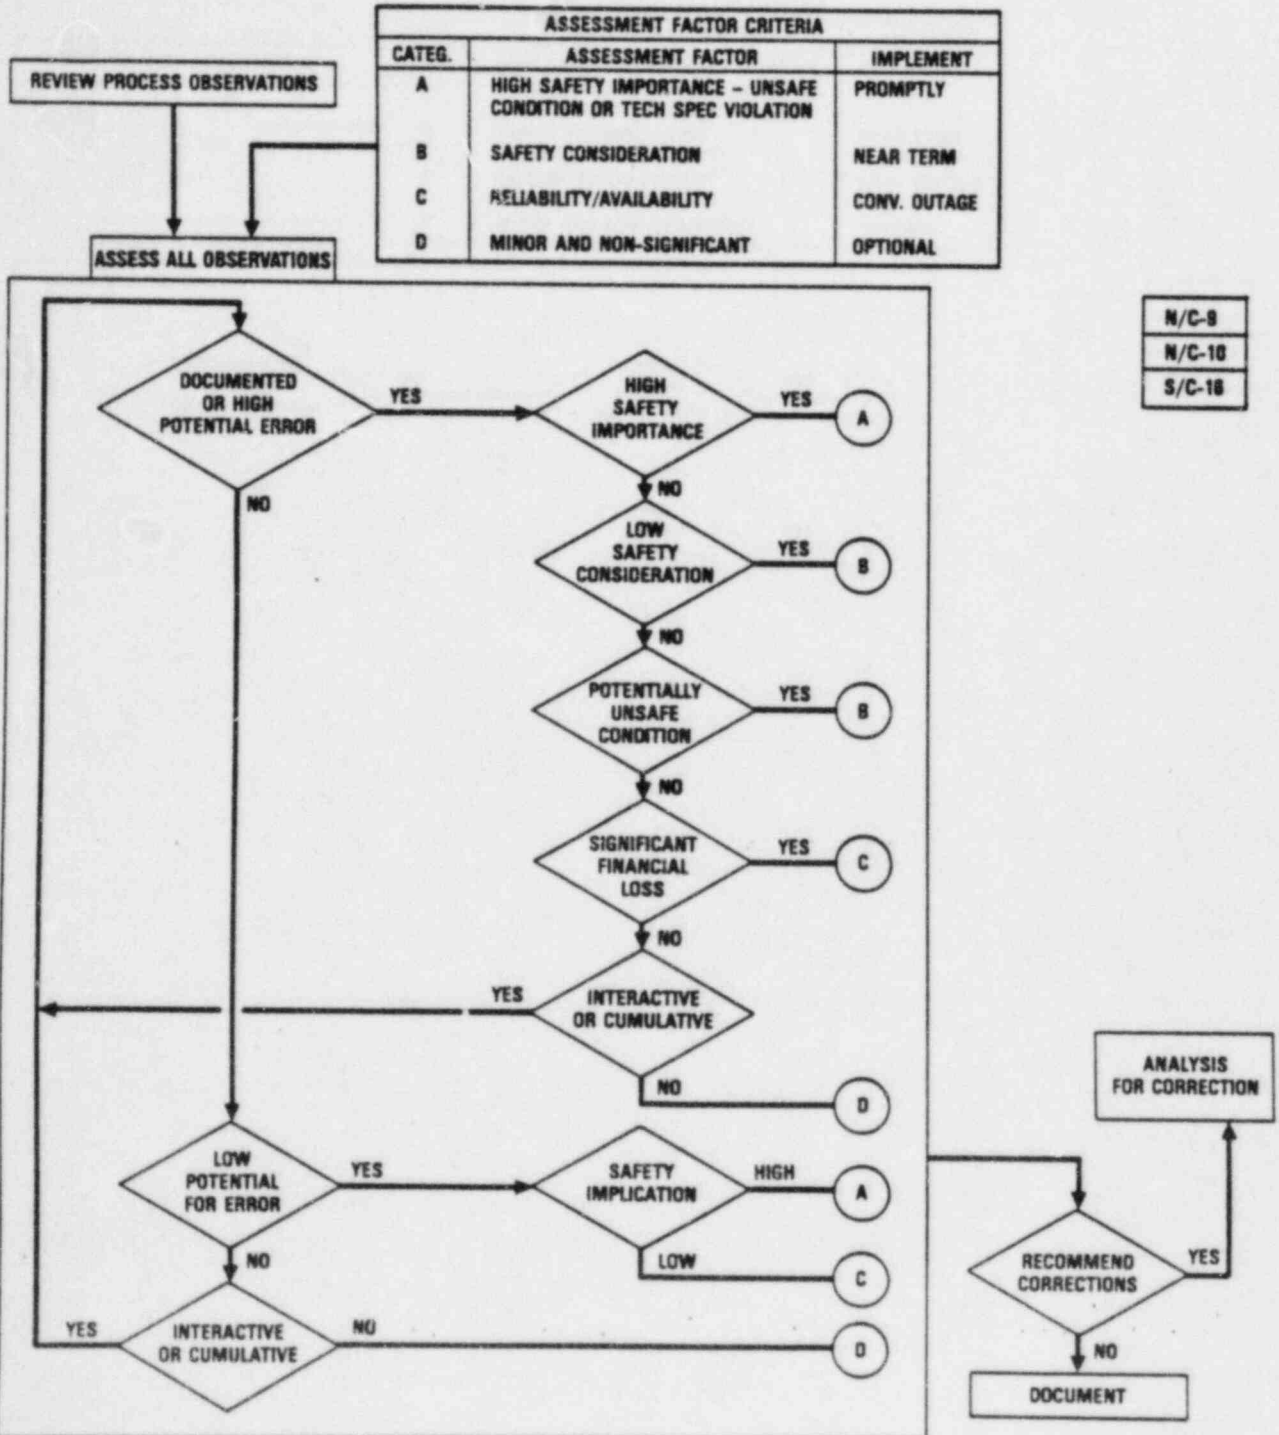 ASSESSMENT FACTOR CRITERIA
CATEG. ASSESSMENT FACTOR IMPLEMENT
A HIGH SAFETY IMPORTANCE – UNSAFE PROMPTLY
CONDITION OR TECH SPEC VIOLATION
B SAFETY CONSIDERATION NEAR TERM
C RELIABILITY/AVAILABILITY CONV. OUTAGE
D MINOR AND NON-SIGNIFICANT OPTIONAL
REVIEW PROCESS OBSERVATIONS
ASSESS ALL OBSERVATIONS
N/C-9
N/C-10
S/C-16
DOCUMENTED
OR HIGH
POTENTIAL ERROR
YES
NO
HIGH
SAFETY
IMPORTANCE
YES
A
NO
LOW
SAFETY
CONSIDERATION
YES
B
NO
POTENTIALLY
UNSAFE
CONDITION
YES
B
NO
SIGNIFICANT
FINANCIAL
LOSS
YES
C
NO
INTERACTIVE
OR CUMULATIVE
YES
NO
D
LOW
POTENTIAL
FOR ERROR
YES
NO
SAFETY
IMPLICATION
HIGH
A
LOW
C
INTERACTIVE
OR CUMULATIVE
YES
NO
D
ANALYSIS
FOR CORRECTION
RECOMMEND
CORRECTIONS
YES
NO
DOCUMENT